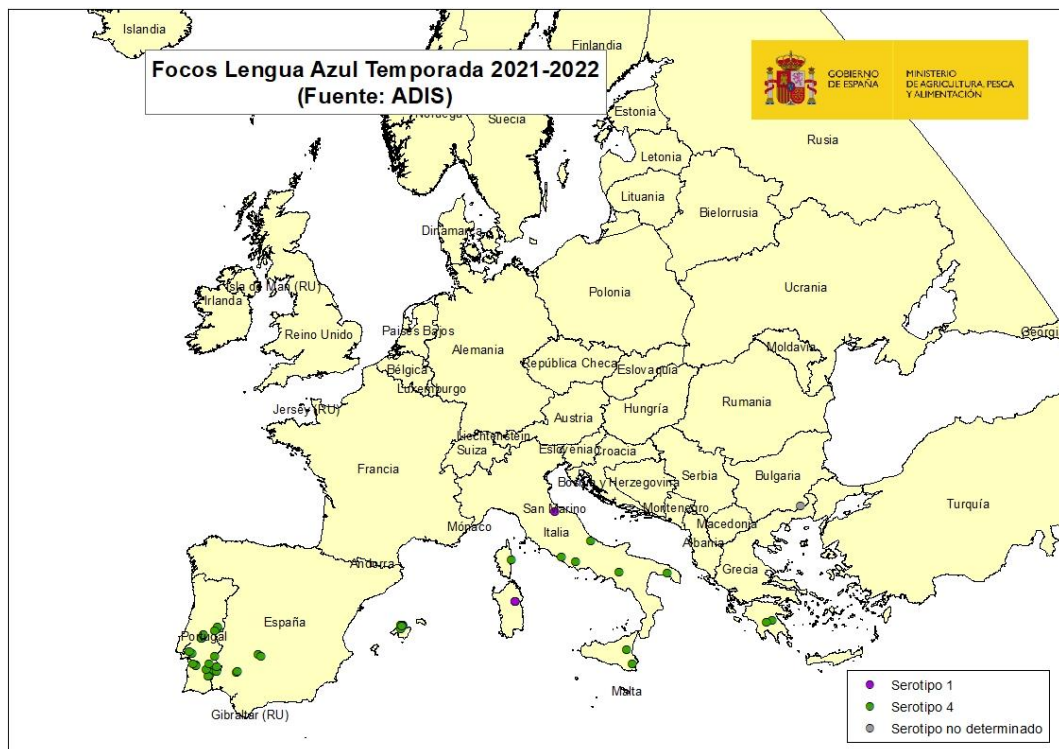 Islandia
Finlandia
Focos Lengua Azul Temporada 2021-2022
(Fuente: ADIS)
GOBIERNO
DE ESPAÑA
MINISTERIO
DE AGRICULTURA, PESCA
Y ALIMENTACIÓN
Noruega
Suecia
Estonia
Rusia
Letonia
Lituania
Bielorrusia
Dinamarca
Isla de Man (RU)
Irlanda
Polonia
Ucrania
Reino Unido
Países Bajos
Georgi
Alemania
Moldavia
Bélgica
República Checa
Eslovaquia
Luxemburgo
Jersey (RU)
Austria
Hungría
Rumania
Liechtenstein
Suiza
Eslovenia
Croacia
Francia
Serbia
Bulgaria
Bosnia y Herzegovina
San Marino
Montenegro
Turquía
Mónaco
Italia
Macedonia
Albania
Andorra
Grecia
España
Portugal
Malta
Gibraltar (RU)
Serotipo 1
Serotipo 4
Serotipo no determinado